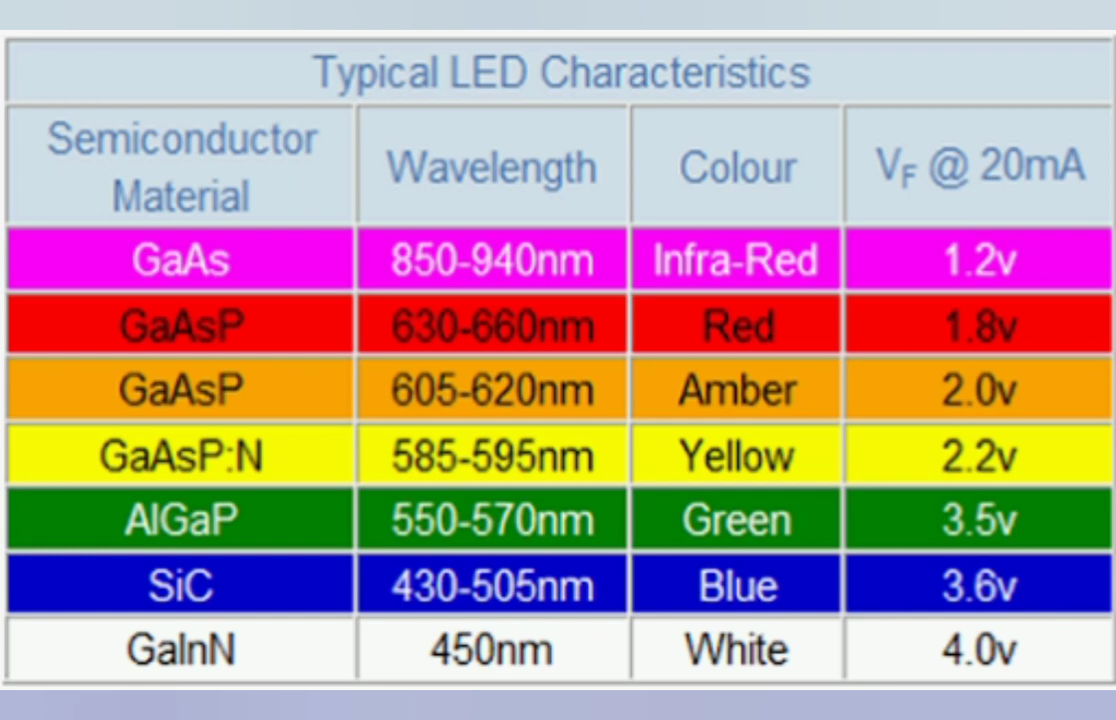 Typical LED Characteristics
Semiconductor Material Wavelength Colour VF @ 20mA
GaAs 850-940nm Infra-Red 1.2v
GaAsP 630-660nm Red 1.8v
GaAsP 605-620nm Amber 2.0v
GaAsP:N 585-595nm Yellow 2.2v
AlGaP 550-570nm Green 3.5v
SiC 430-505nm Blue 3.6v
GaInN 450nm White 4.0v